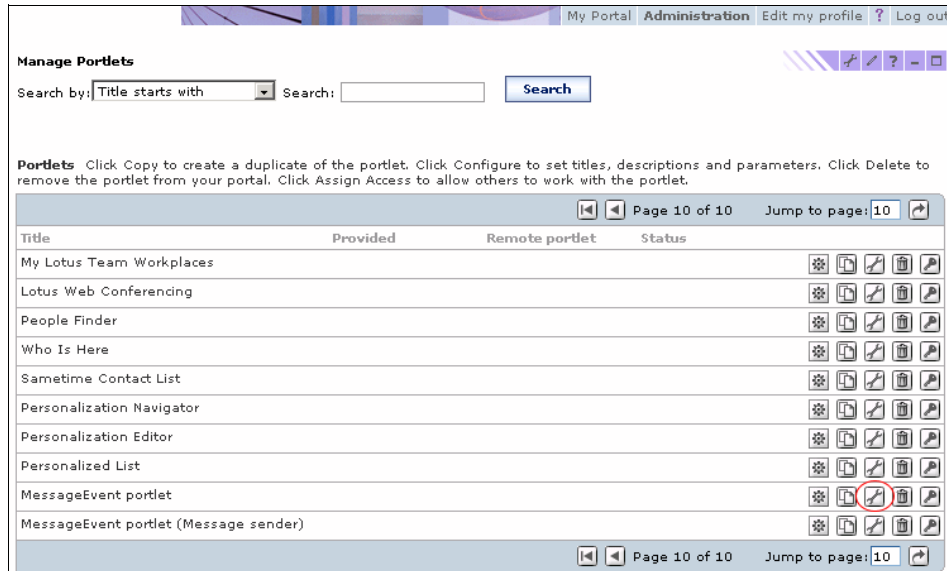 My Portal Administration Edit my profile ? Log out
Manage Portlets
?
Search by: Title starts with Search: Search
Portlets Click Copy to create a duplicate of the portlet. Click Configure to set titles, descriptions and parameters. Click Delete to
remove the portlet from your portal. Click Assign Access to allow others to work with the portlet.
Page 10 of 10 Jump to page: 10
Title Provided Remote portlet Status
My Lotus Team Workplaces
Lotus Web Conferencing
People Finder
Who Is Here
Sametime Contact List
Personalization Navigator
Personalization Editor
Personalized List
MessageEvent portlet
MessageEvent portlet (Message sender)
Page 10 of 10 Jump to page: 10